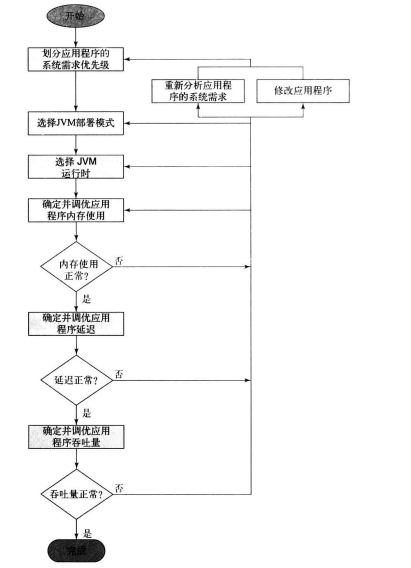 开始
划分应用程序的
系统需求优先级
重新分析应用程
序的系统需求
修改应用程序
选择JVM部署模式
选择 JVM
运行时
确定并调优应用
程序内存使用
内存使用
正常?
否
是
确定并调优应用
程序延迟
延迟正常?
否
是
确定并调优应用
程序吞吐量
吞吐量正常?
否
是
完成